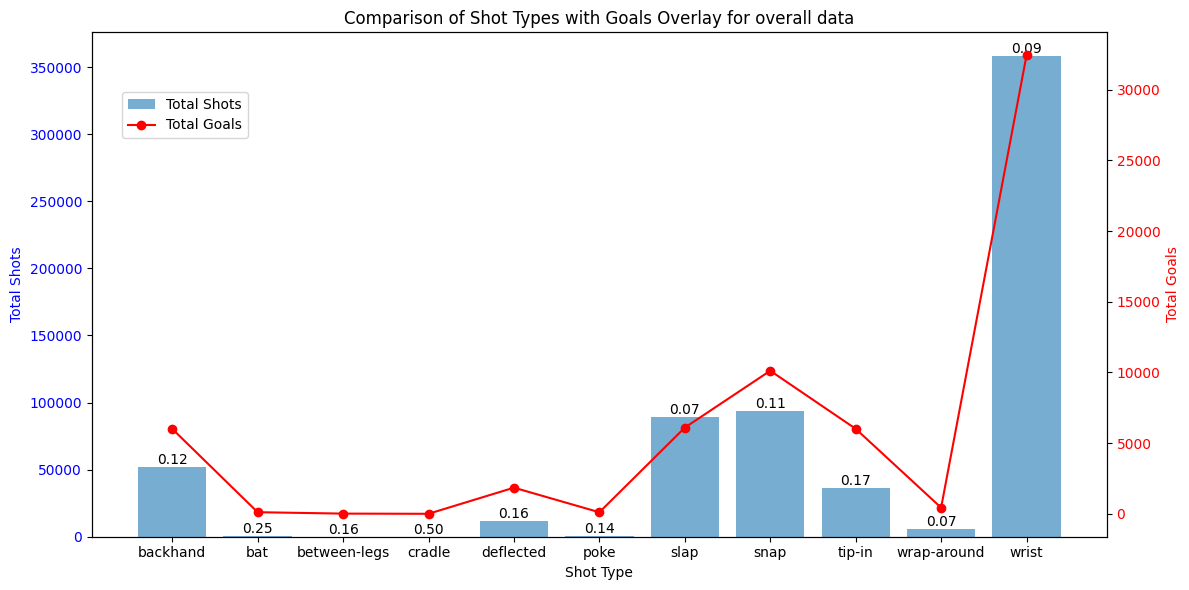 Comparison of Shot Types with Goals Overlay for overall data
Total Shots
Total Goals
350000
300000
250000
200000
150000
100000
50000
0
Total Shots
30000
25000
20000
15000
10000
5000
0
Total Goals
0.12
0.25
0.16
0.50
0.16
0.14
0.07
0.11
0.17
0.07
0.09
backhand
bat
between-legs
cradle
deflected
poke
slap
snap
tip-in
wrap-around
wrist
Shot Type